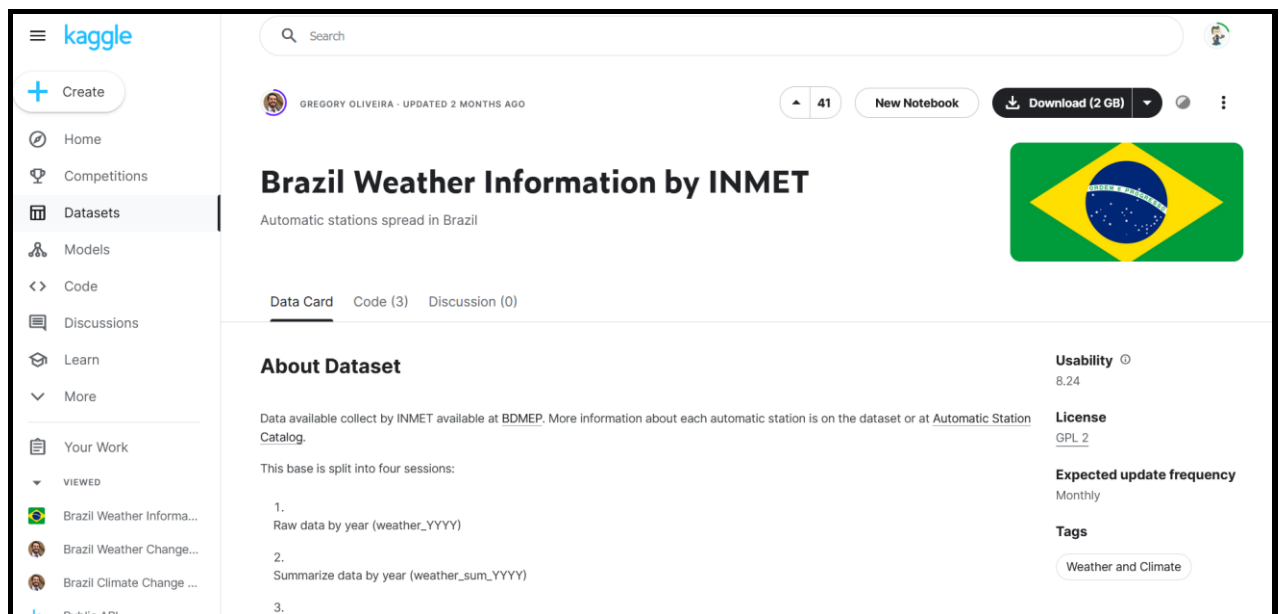 kaggle
Search
Create
GREGORY OLIVEIRA · UPDATED 2 MONTHS AGO
41
New Notebook
Download (2 GB)
Home
Competitions
Datasets
Models
Code
Discussions
Learn
More
Your Work
VIEWED
Brazil Weather Informa...
Brazil Weather Change...
Brazil Climate Change ...
Brazil Weather Information by INMET
Automatic stations spread in Brazil
ORDEM E PROGRESSO
Data Card
Code (3)
Discussion (0)
About Dataset
Data available collect by INMET available at BDMEP. More information about each automatic station is on the dataset or at Automatic Station
Catalog.
This base is split into four sessions:
1.
Raw data by year (weather_YYYY)
2.
Summarize data by year (weather_sum_YYYY)
3.
Usability
8.24
License
GPL 2
Expected update frequency
Monthly
Tags
Weather and Climate